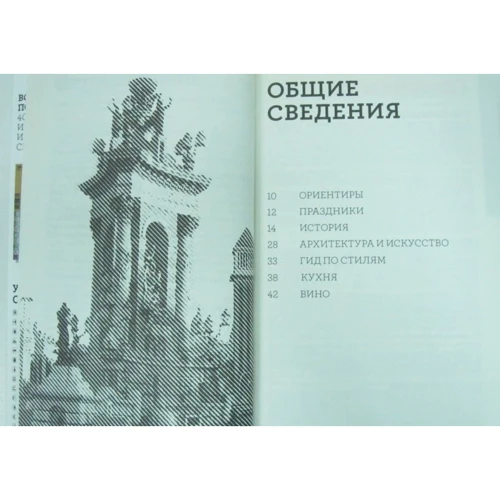 ОБЩИЕ
СВЕДЕНИЯ
10 ОРИЕНТИРЫ
12 ПРАЗДНИКИ
14 ИСТОРИЯ
28 АРХИТЕКТУРА И ИСКУССТВО
33 ГИД ПО СТИЛЯМ
38 КУХНЯ
42 ВИНО